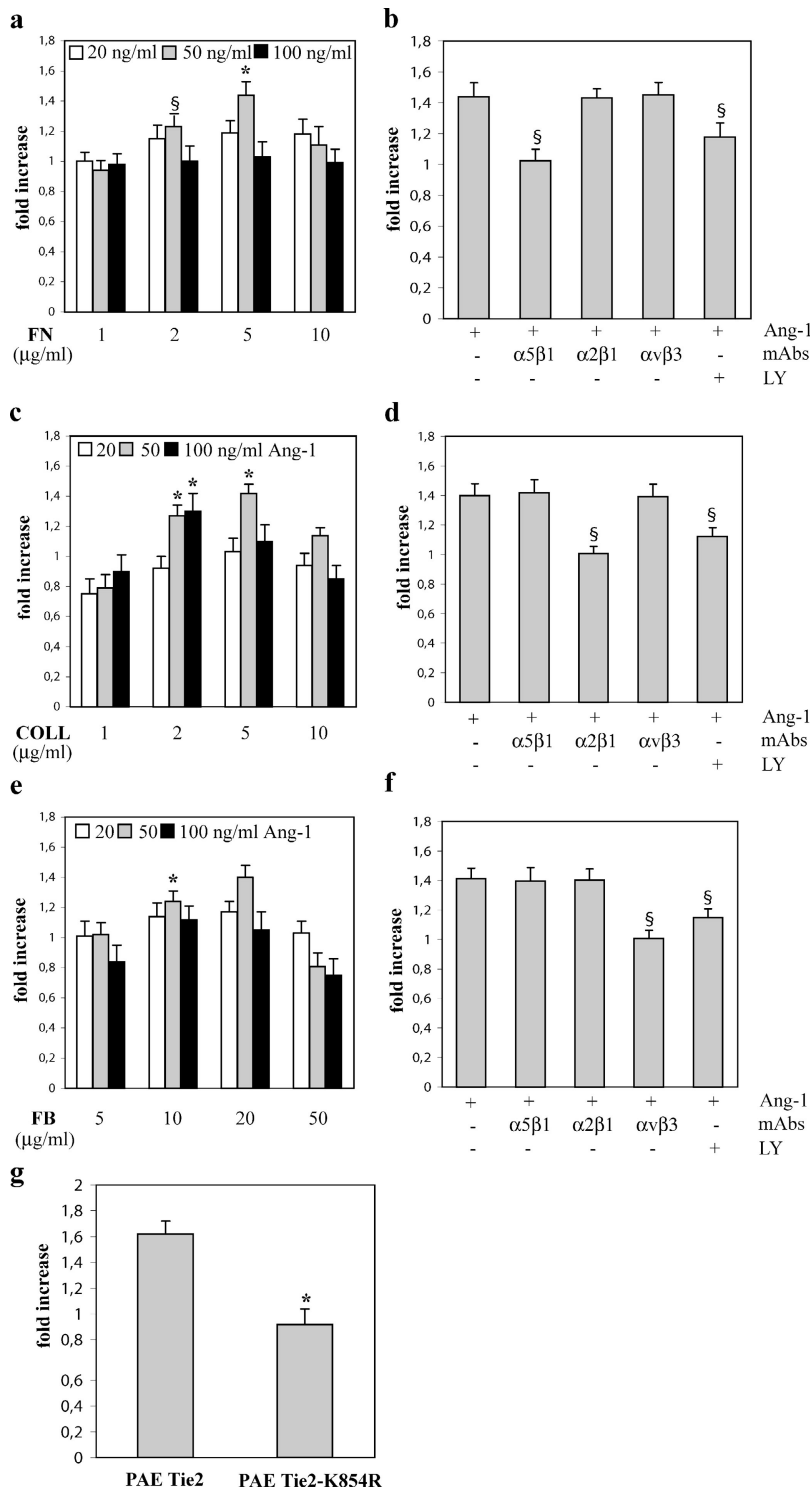 a
20 ng/ml 50 ng/ml 100 ng/ml
fold increase
1,8
1,6
1,4
1,2
1
0,8
0,6
0,4
0,2
0
§
*
FN 1 2 5 10
(µg/ml)
b
fold increase
1,8
1,6
1,4
1,2
1
0,8
0,6
0,4
0,2
0
§
§
+ + + + + Ang-1
- α5β1 α2β1 αvβ3 - mAbs
- - - - + LY
c
20 50 100 ng/ml Ang-1
fold increase
1,8
1,6
1,4
1,2
1
0,8
0,6
0,4
0,2
0
* *
*
COLL 1 2 5 10
(µg/ml)
d
fold increase
1,8
1,6
1,4
1,2
1
0,8
0,6
0,4
0,2
0
§
§
+ + + + + Ang-1
- α5β1 α2β1 αvβ3 - mAbs
- - - - + LY
e
20 50 100 ng/ml Ang-1
fold increase
1,8
1,6
1,4
1,2
1
0,8
0,6
0,4
0,2
0
*
FB 5 10 20 50
(µg/ml)
f
fold increase
1,8
1,6
1,4
1,2
1
0,8
0,6
0,4
0,2
0
§
§
+ + + + + Ang-1
- α5β1 α2β1 αvβ3 - mAbs
- - - - + LY
g
fold increase
2
1,6
1,6
1,2
1
0,8
0,6
0,4
0,2
0
*
PAE Tie2 PAE Tie2-K854R